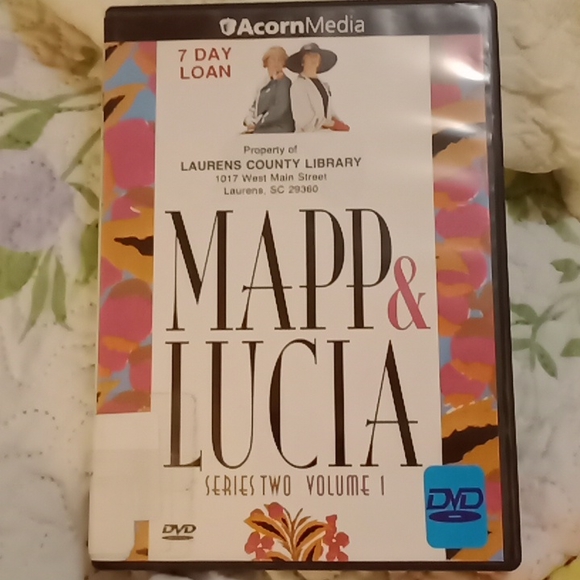 AcornMedia
7 DAY
LOAN
Property of
LAURENS COUNTY LIBRARY
1017 West Main Street
Laurens, SC 29360
MAPP&
LUCIA
SERIES TWO VOLUME 1
DVD
DVD